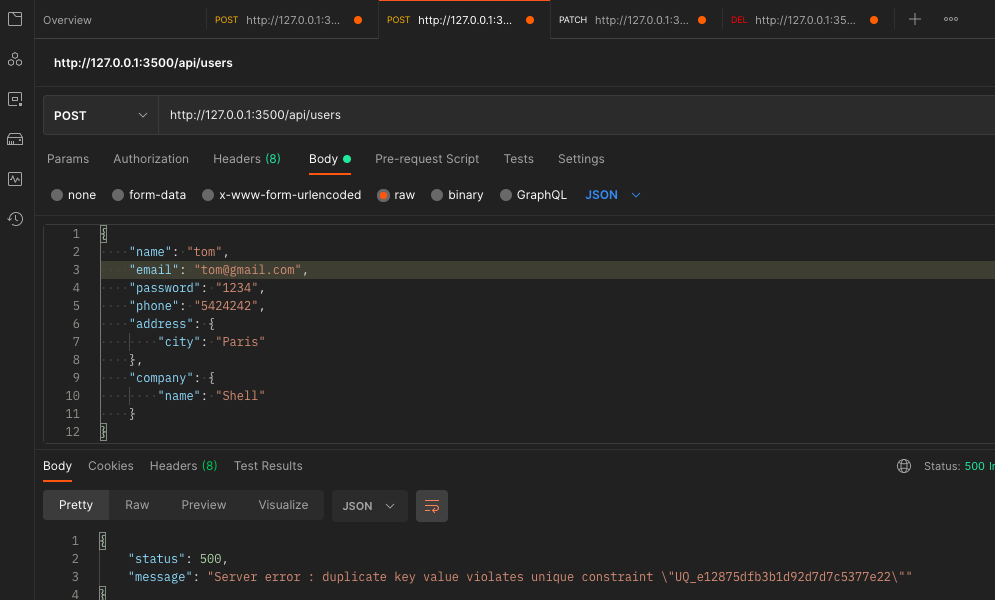 Overview POST http://127.0.0.1:3... POST http://127.0.0.1:3... PATCH http://127.0.0.1:3... DEL http://127.0.0.1:35...
http://127.0.0.1:3500/api/users
POST http://127.0.0.1:3500/api/users
Params Authorization Headers (8) Body Pre-request Script Tests Settings
none form-data x-www-form-urlencoded raw binary GraphQL JSON
1 {
2 "name": "tom",
3 "email": "tom@gmail.com",
4 "password": "1234",
5 "phone": "5424242",
6 "address": {
7 "city": "Paris"
8 },
9 "company": {
10 "name": "Shell"
11 }
12 }
Body Cookies Headers (8) Test Results Status: 500 In
Pretty Raw Preview Visualize JSON
1 {
2 "status": 500,
3 "message": "Server error : duplicate key value violates unique constraint \"UQ_e12875dfb3b1d92d7d7c5377e22\""
4 }